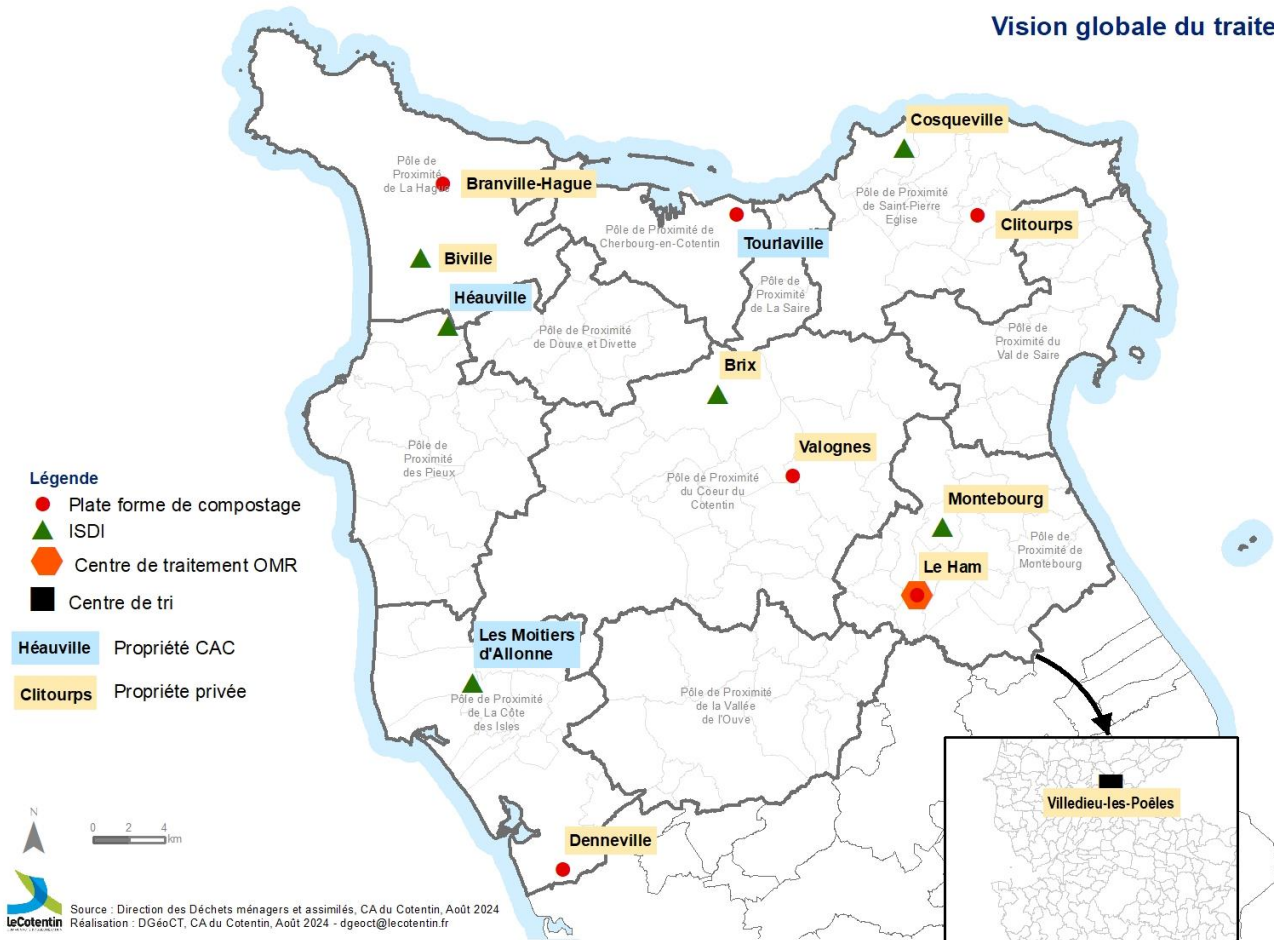 Vision globale du traite
Cosqueville
Pôle de
Proximité
de La Hague
Branville-Hague
Pôle de Proximité
de Saint-Pierre
Eglise
Clitourps
Pôle de Proximité de
Cherbourg-en-Cotentin
Tourlaville
Biville
Héauville
Pôle de
Proximité
de La Saire
Pôle de Proximité
de Douve et Divette
Pôle de
Proximité du
Val de Saire
Brix
Pôle de
Proximité
des Pieux
Valognes
Pôle de Proximité
du Coeur du
Cotentin
Montebourg
Pôle de
Proximité de
Montebourg
Le Ham
Légende
Plate forme de compostage
ISDI
Centre de traitement OMR
Centre de tri
Héauville Propriété CAC
Clitourps Propriéte privée
Les Moitiers
d'Allonne
Pôle de Proximité
de La Côte
des Isles
Pôle de Proximité
de la Vallée
de l'Ouve
Villedieu-les-Poêles
Denneville
N
0 2 4
km
LeCotentin
Source : Direction des Déchets ménagers et assimilés, CA du Cotentin, Août 2024
Réalisation : DGéoCT, CA du Cotentin, Août 2024 - dgeoct@lecotentin.fr